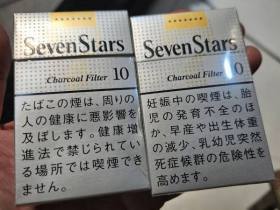 SevenStars
Charcoal Filter 10
たばこの煙は、周りの
人の健康に悪影響を
及ぼします。健康増
進法で禁じられてい
る場所では喫煙でき
ません。
SevenStars
Charcoal Filter 0
妊娠中の喫煙は、胎
児の発育不全のほ
か、早産や出生体重
の減少、乳幼児突然
死症候群の危険性を
高めます。